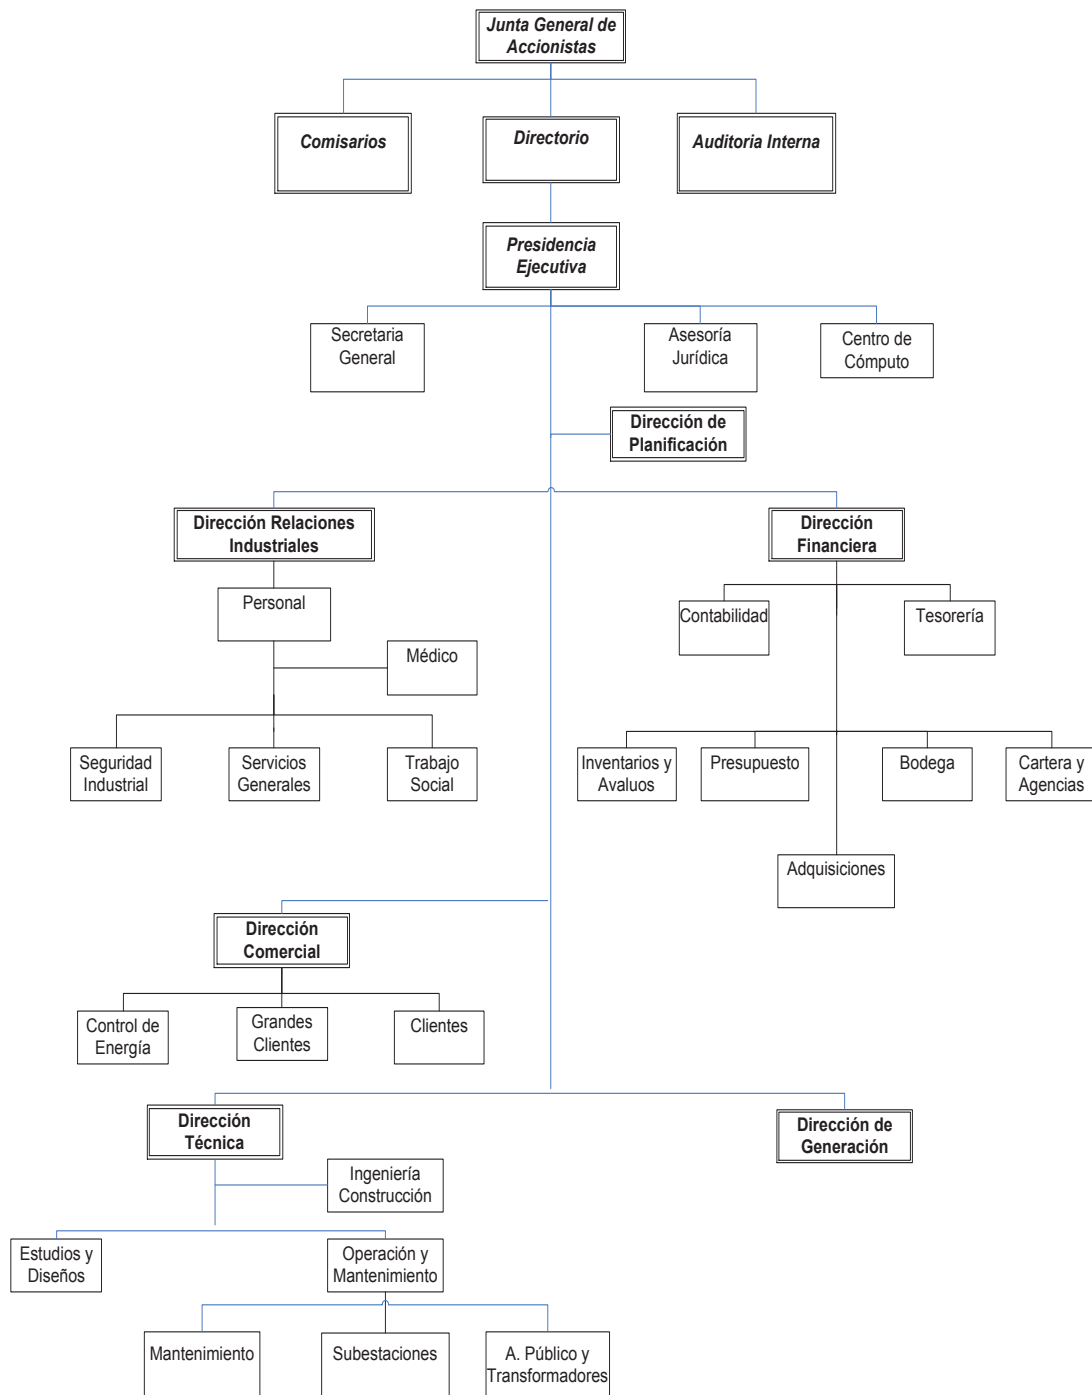 Junta General de
Accionistas
Comisarios
Directorio
Auditoria Interna
Presidencia
Ejecutiva
Secretaria
General
Asesoría
Jurídica
Centro de
Cómputo
Dirección de
Planificación
Dirección Relaciones
Industriales
Dirección
Financiera
Personal
Contabilidad
Tesorería
Médico
Seguridad
Industrial
Servicios
Generales
Trabajo
Social
Inventarios y
Avaluos
Presupuesto
Bodega
Cartera y
Agencias
Adquisiciones
Dirección
Comercial
Control de
Energía
Grandes
Clientes
Clientes
Dirección
Técnica
Dirección de
Generación
Ingeniería
Construcción
Estudios y
Diseños
Operación y
Mantenimiento
Mantenimiento
Subestaciones
A. Público y
Transformadores